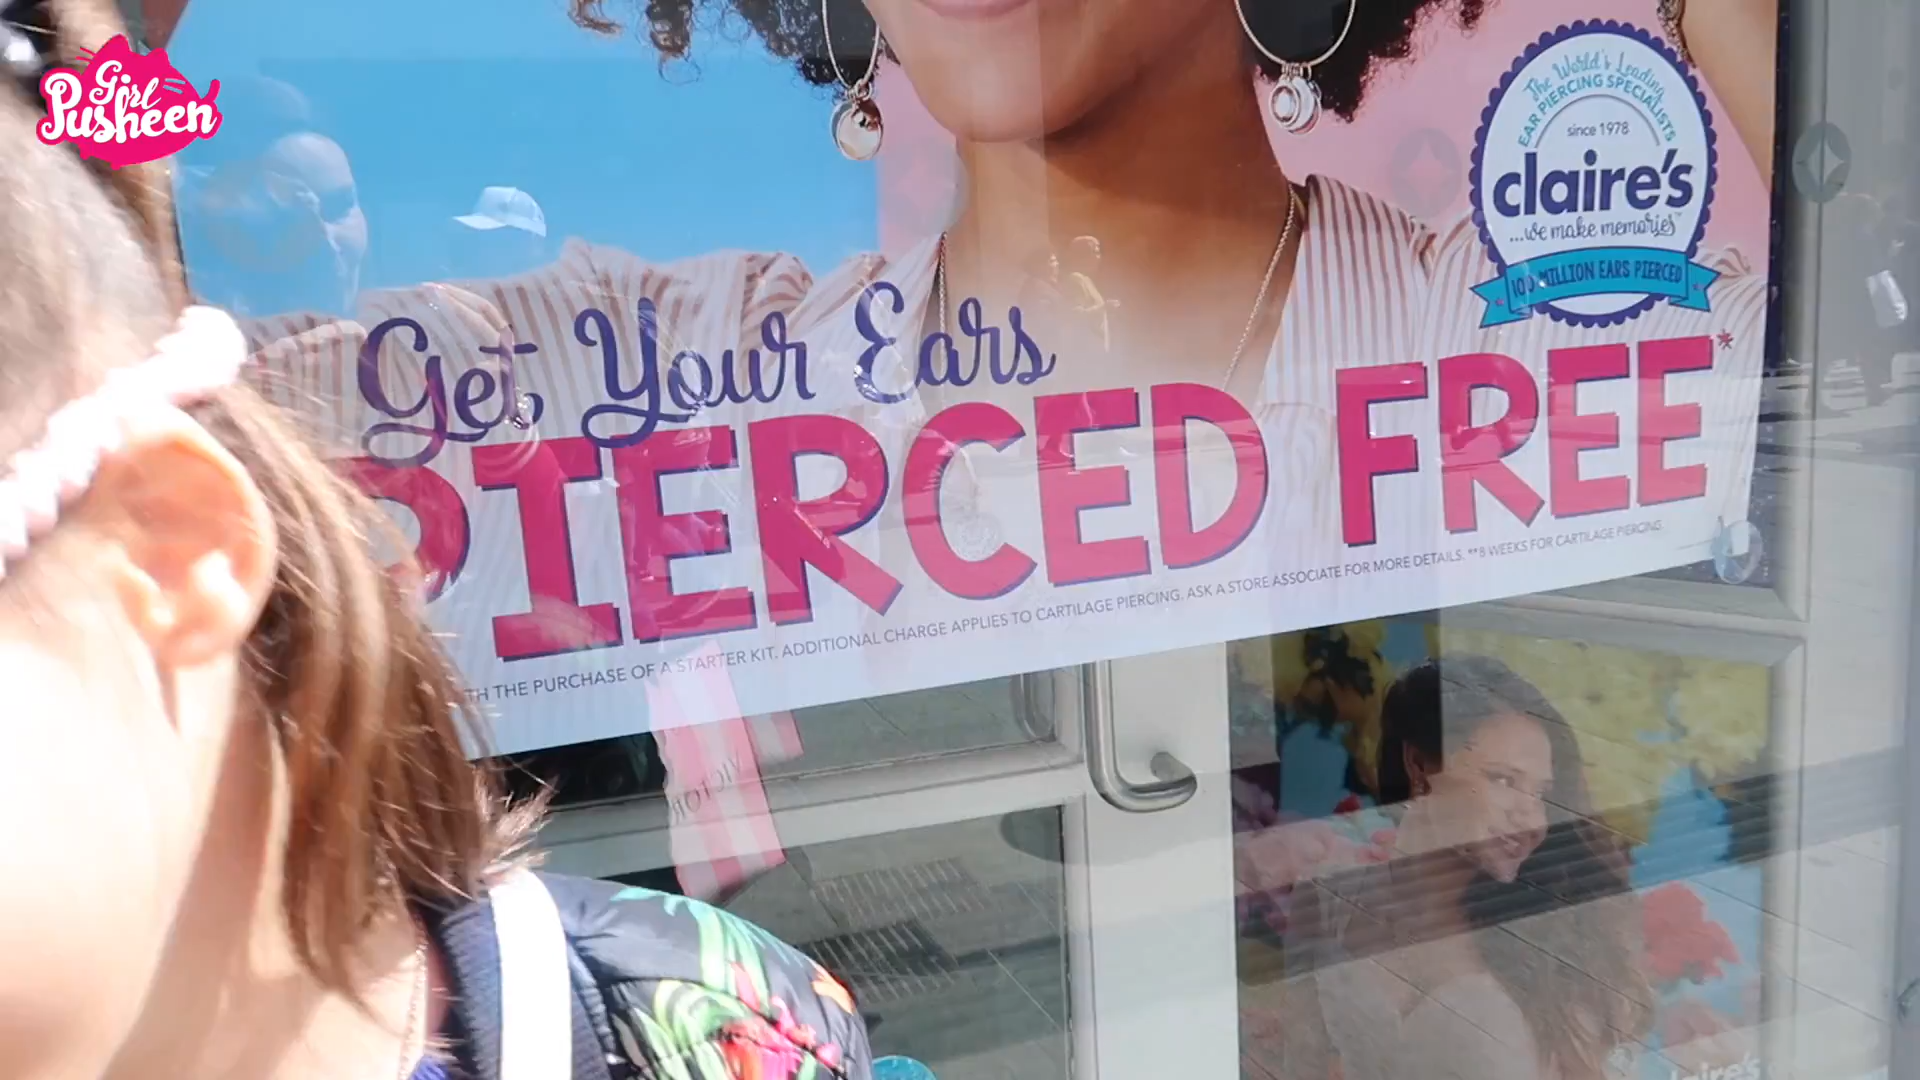 Girl
Pusheen
The World's Leading
EAR PIERCING SPECIALISTS
since 1978
claire's
...we make memories™
100 MILLION EARS PIERCED
Get Your Ears
PIERCED FREE*
THE PURCHASE OF A STARTER KIT. ADDITIONAL CHARGE APPLIES TO CARTILAGE PIERCING. ASK A STORE ASSOCIATE FOR MORE DETAILS. **8 WEEKS FOR CARTILAGE PIERCING.